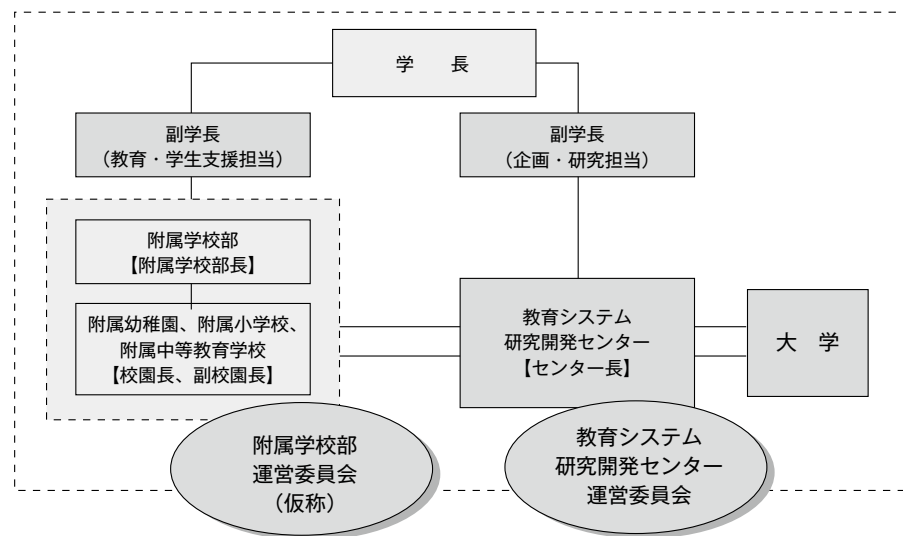 学　長
副学長
（教育・学生支援担当）
副学長
（企画・研究担当）
附属学校部
【附属学校部長】
附属幼稚園、附属小学校、
附属中等教育学校
【校園長、副校園長】
教育システム
研究開発センター
【センター長】
大　学
附属学校部
運営委員会
（仮称）
教育システム
研究開発センター
運営委員会